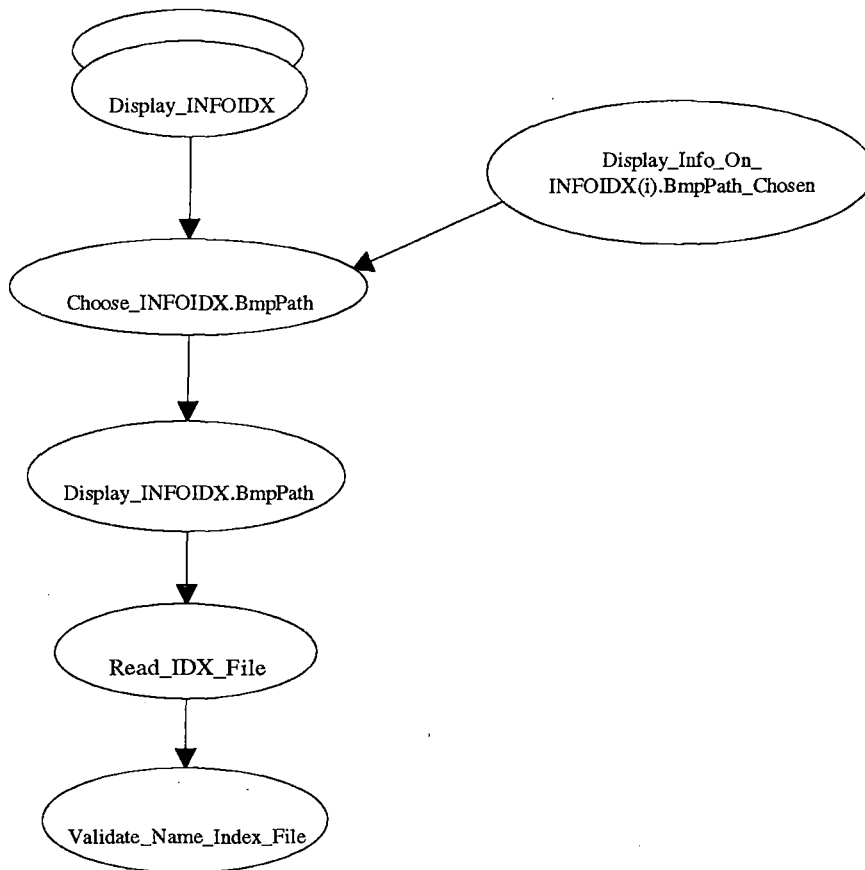 Display_INFOIDX
Display_Info_On_
INFOIDX(i).BmpPath_Chosen
Choose_INFOIDX.BmpPath
Display_INFOIDX.BmpPath
Read_IDX_File
Validate_Name_Index_File